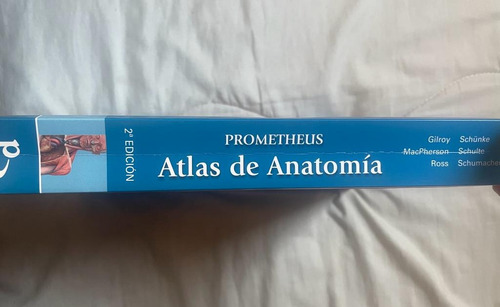 2ª EDICIÓN
PROMETHEUS
Atlas de Anatomía
Gilroy Schünke
MacPherson Schulte
Ross Schumacher